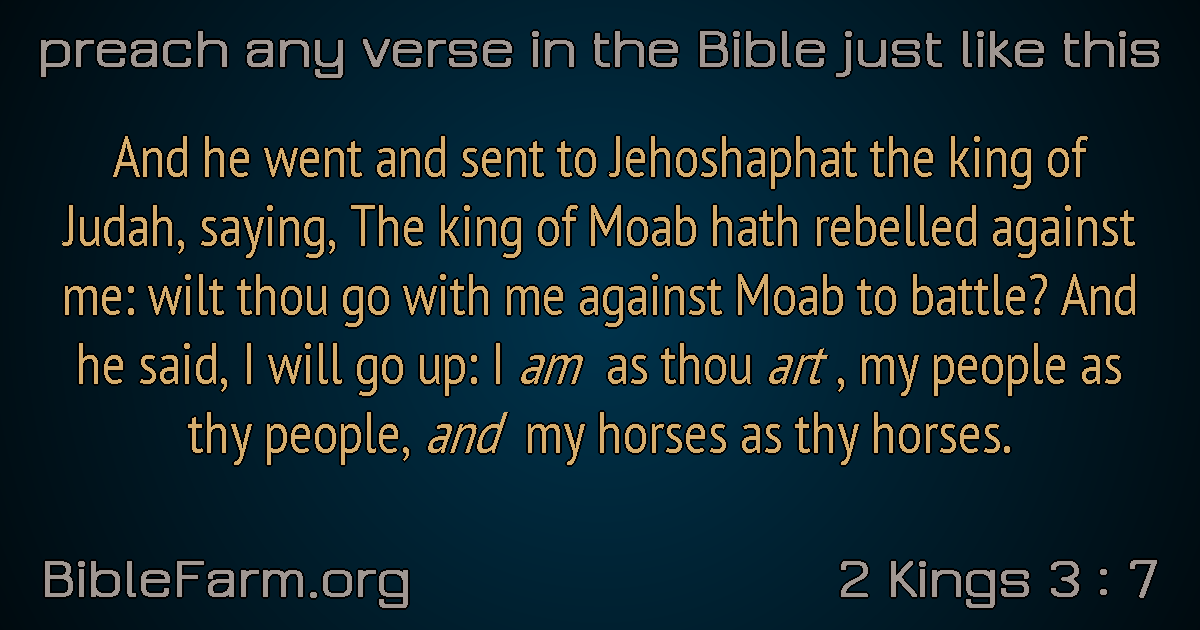 preach any verse in the Bible just like this
And he went and sent to Jehoshaphat the king of
Judah, saying, The king of Moab hath rebelled against
me: wilt thou go with me against Moab to battle? And
he said, I will go up: I am as thou art , my people as
thy people, and my horses as thy horses.
BibleFarm.org
2 Kings 3 : 7